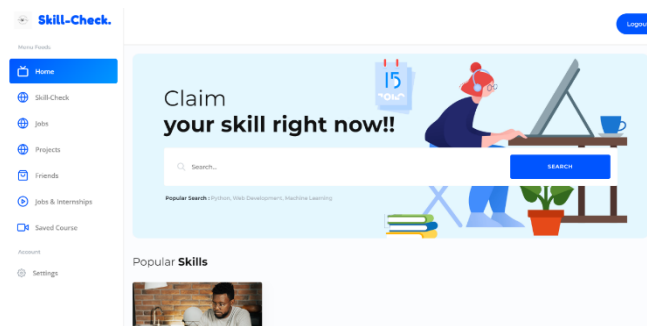 Skill-Check.
Logout
Menu Feeds
Home
Skill-Check
Jobs
Projects
Friends
Jobs & Internships
Saved Course
Account
Settings
15
Claim
your skill right now!!
Search...
SEARCH
Popular Search : Python, Web Development, Machine Learning
Popular Skills